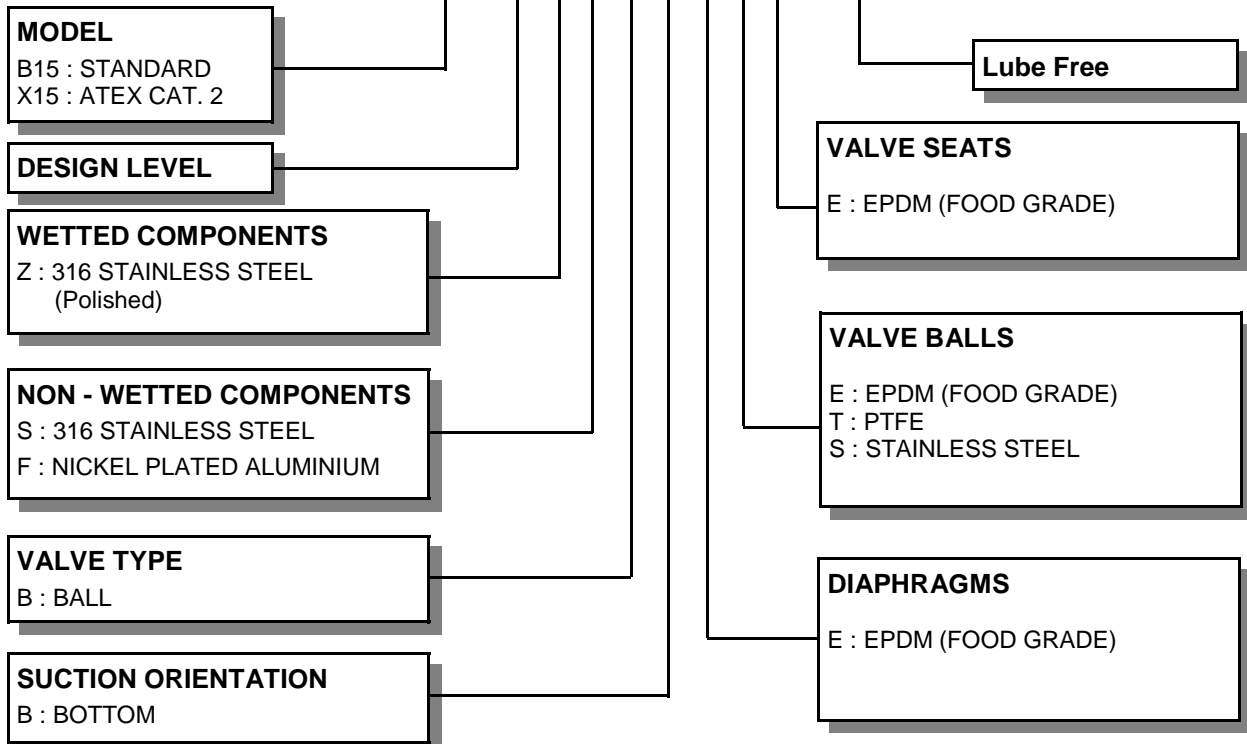 MODEL
B15 : STANDARD
X15 : ATEX CAT. 2
DESIGN LEVEL
WETTED COMPONENTS
Z : 316 STAINLESS STEEL
(Polished)
NON - WETTED COMPONENTS
S : 316 STAINLESS STEEL
F : NICKEL PLATED ALUMINIUM
VALVE TYPE
B : BALL
SUCTION ORIENTATION
B : BOTTOM
Lube Free
VALVE SEATS
E : EPDM (FOOD GRADE)
VALVE BALLS
E : EPDM (FOOD GRADE)
T : PTFE
S : STAINLESS STEEL
DIAPHRAGMS
E : EPDM (FOOD GRADE)